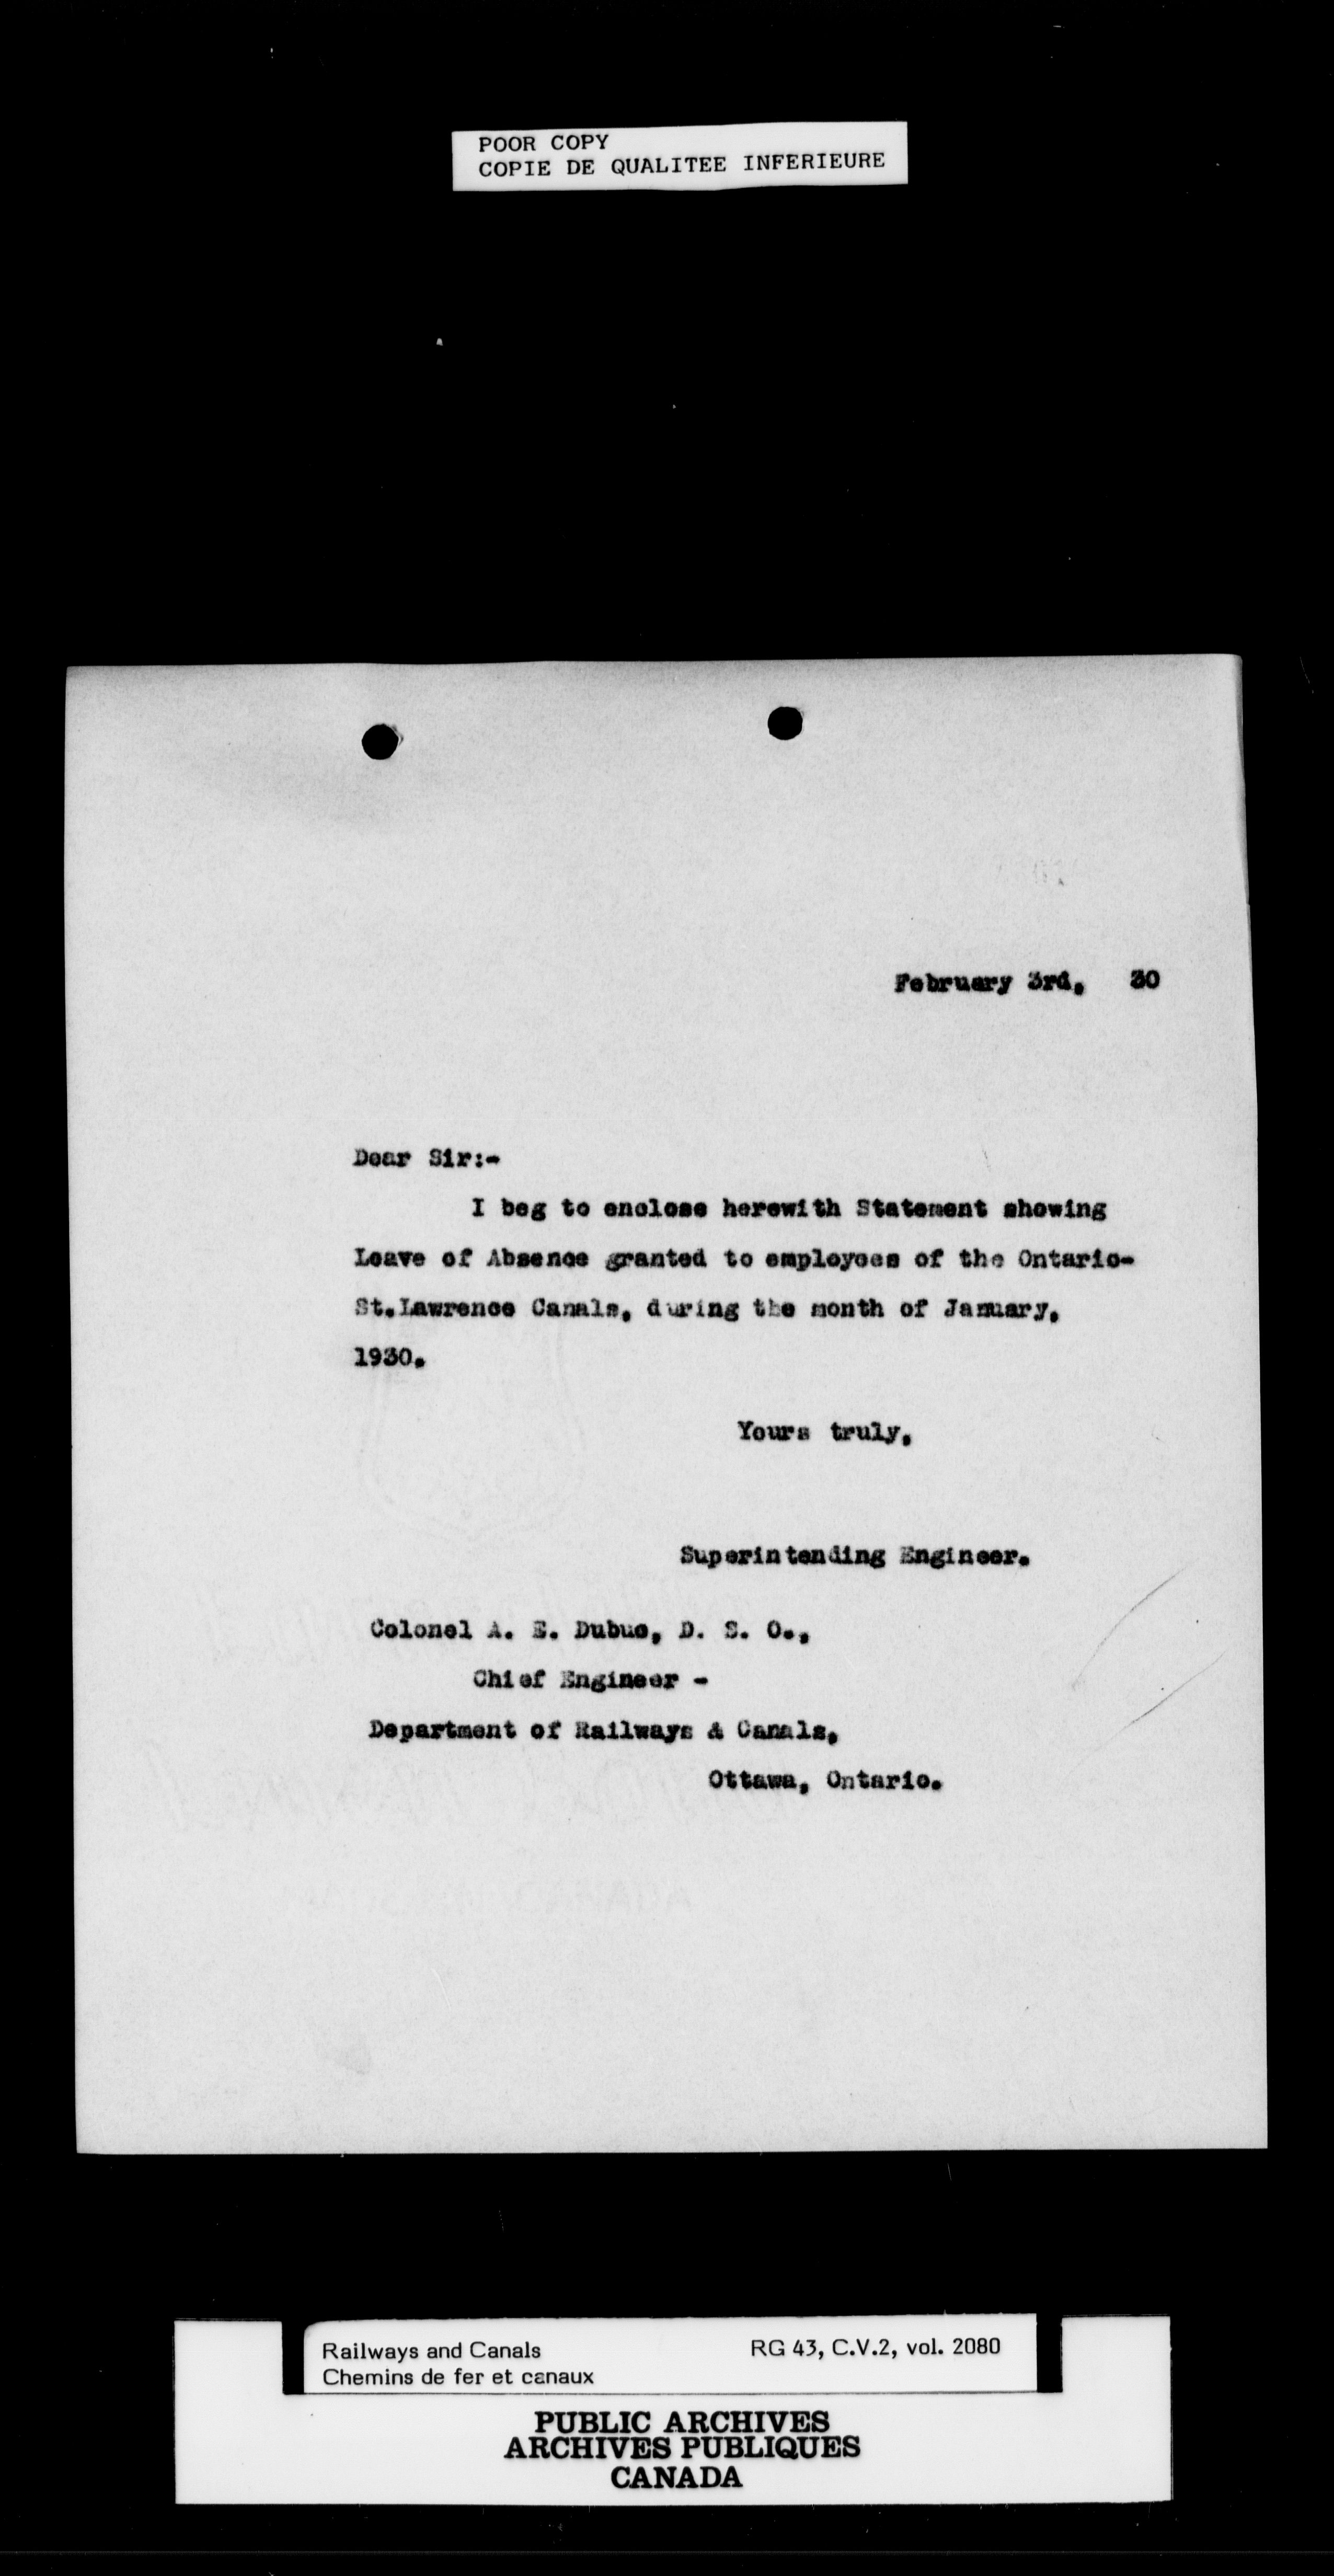 POOR COPY
COPIE DE QUALITEE INFERIEURE
February 3rd, 30
Dear Sir:-
I beg to enclose herewith Statement showing
Leave of Absence granted to employees of the Ontario-
St.Lawrence Canals, during the month of January,
1930.
Yours truly,
Superintending Engineer.
Colonel A. E. Dubuc, D. S. O.,
Chief Engineer -
Department of Railways & Canals,
Ottawa, Ontario.
Railways and Canals
Chemins de fer et canaux
RG 43, C.V.2, vol. 2080
PUBLIC ARCHIVES
ARCHIVES PUBLIQUES
CANADA